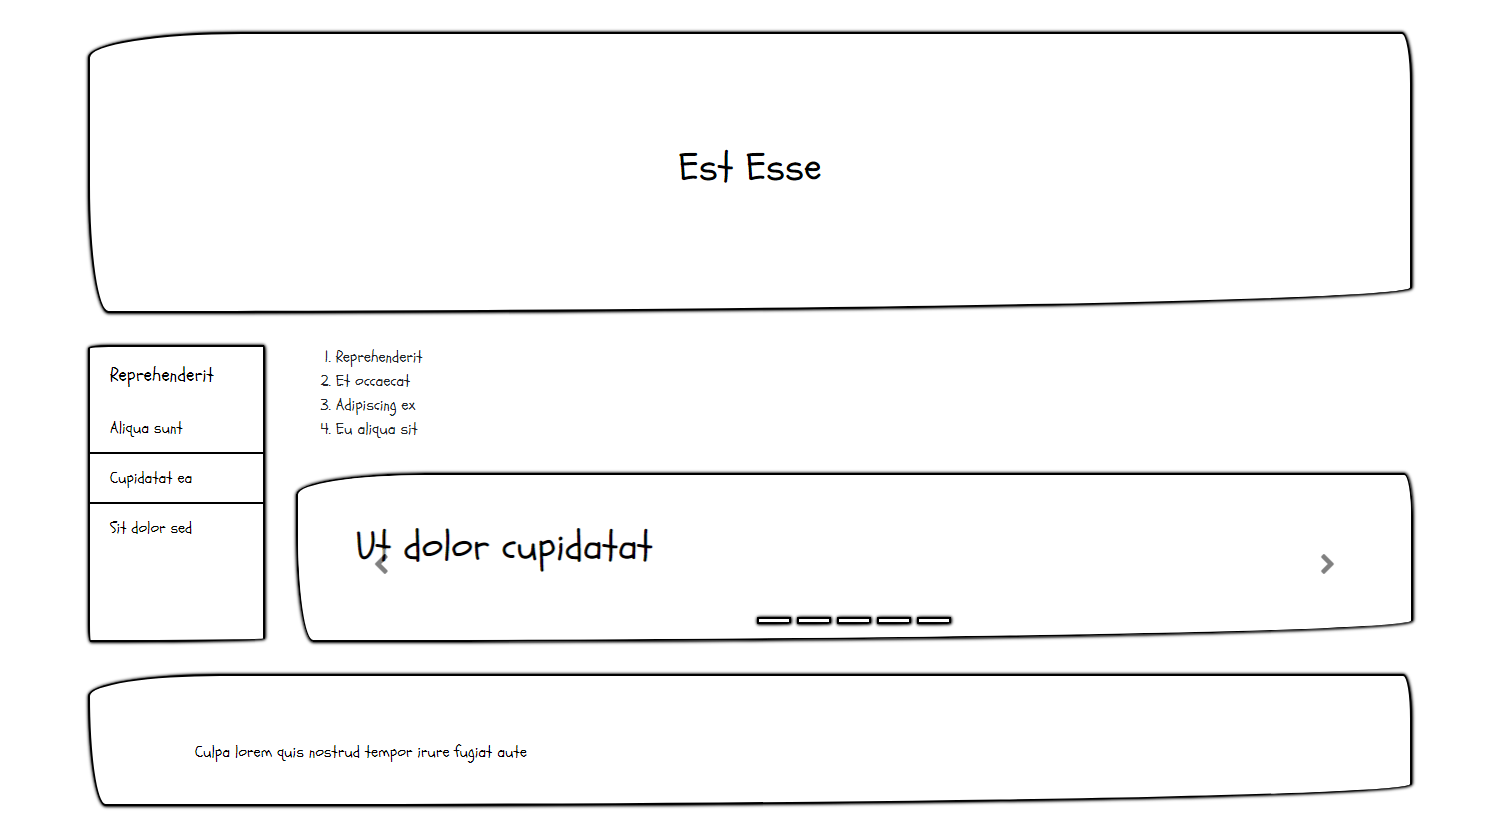 Est Esse
Reprehenderit
Aliqua sunt
Cupidatat ea
Sit dolor sed
1. Reprehenderit
2. Et occaecat
3. Adipiscing ex
4. Eu aliqua sit
Ut dolor cupidatat
Culpa lorem quis nostrud tempor irure fugiat aute